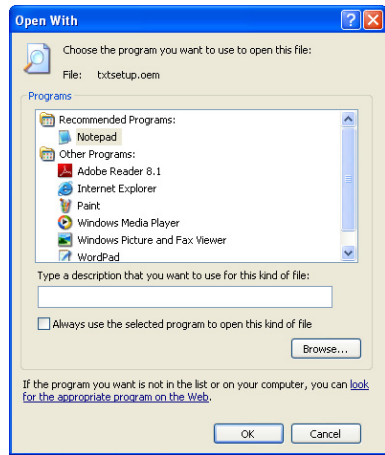 Open With
Choose the program you want to use to open this file:
File: txtsetup.oem
Programs
Recommended Programs:
Notepad
Other Programs:
Adobe Reader 8.1
Internet Explorer
Paint
Windows Media Player
Windows Picture and Fax Viewer
WordPad
Type a description that you want to use for this kind of file:
Always use the selected program to open this kind of file
Browse...
If the program you want is not in the list or on your computer, you can look
for the appropriate program on the Web.
OK Cancel